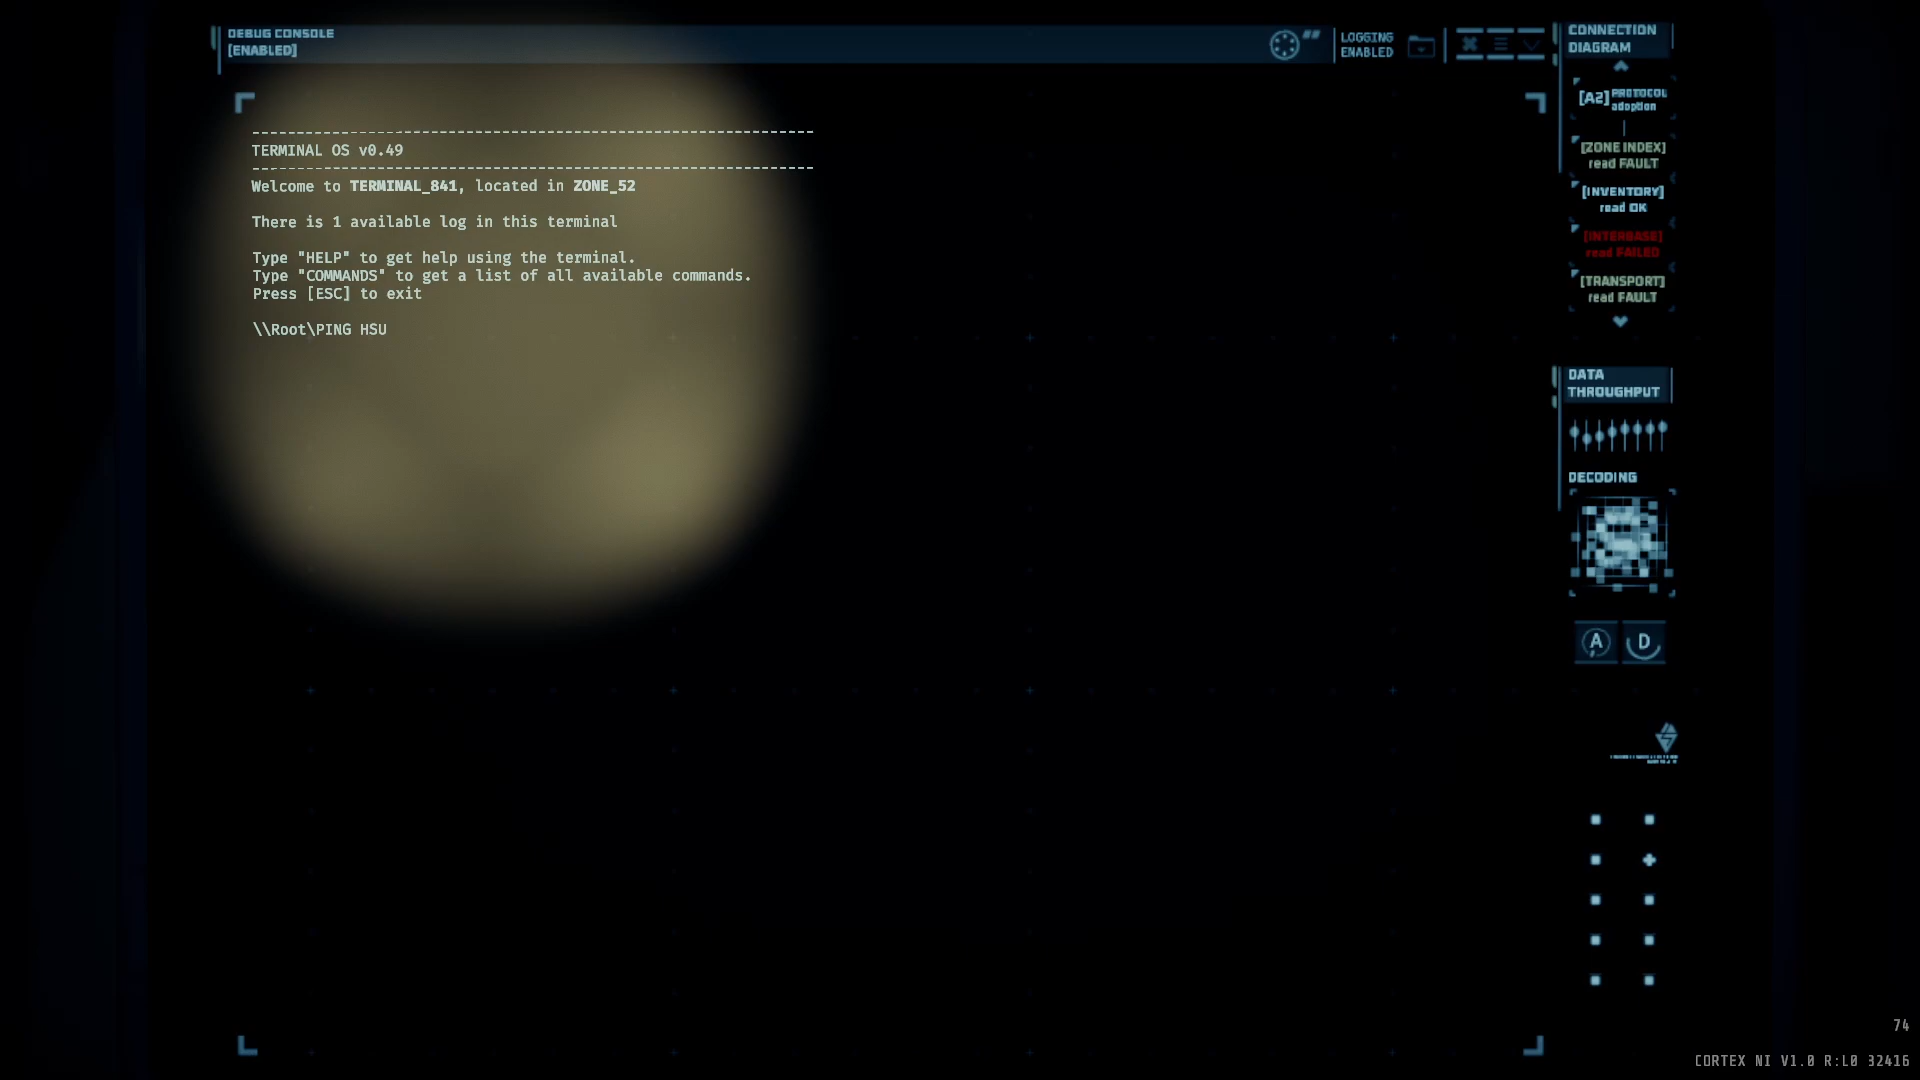 DEBUG CONSOLE
[ENABLED]
LOGGING
ENABLED
------------------------------------------------------------------
TERMINAL OS v0.49
------------------------------------------------------------------
Welcome to TERMINAL_841, located in ZONE_52
There is 1 available log in this terminal
Type "HELP" to get help using the terminal.
Type "COMMANDS" to get a list of all available commands.
Press [ESC] to exit
\\Root\PING HSU
CONNECTION
DIAGRAM
[A2] PROTOCOL
adoption
[ZONE INDEX]
read FAULT
[INVENTORY]
read OK
[INTERBASE]
read FAILED
[TRANSPORT]
read FAULT
DATA
THROUGHPUT
DECODING
A D
74
CORTEX NI V1.0 R:L0 32416